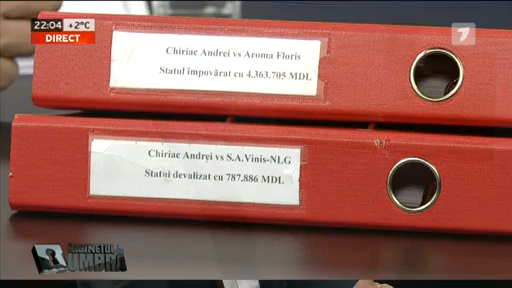 22:04 +2°C
DIRECT
7
Chiriac Andrei vs Aroma Floris
Statul împovărat cu 4.363.705 MDL
Chiriac Andrei vs S.A.Vinis-NLG
Statul devalizat cu 787.886 MDL
CABINETUL
UMBRĂ